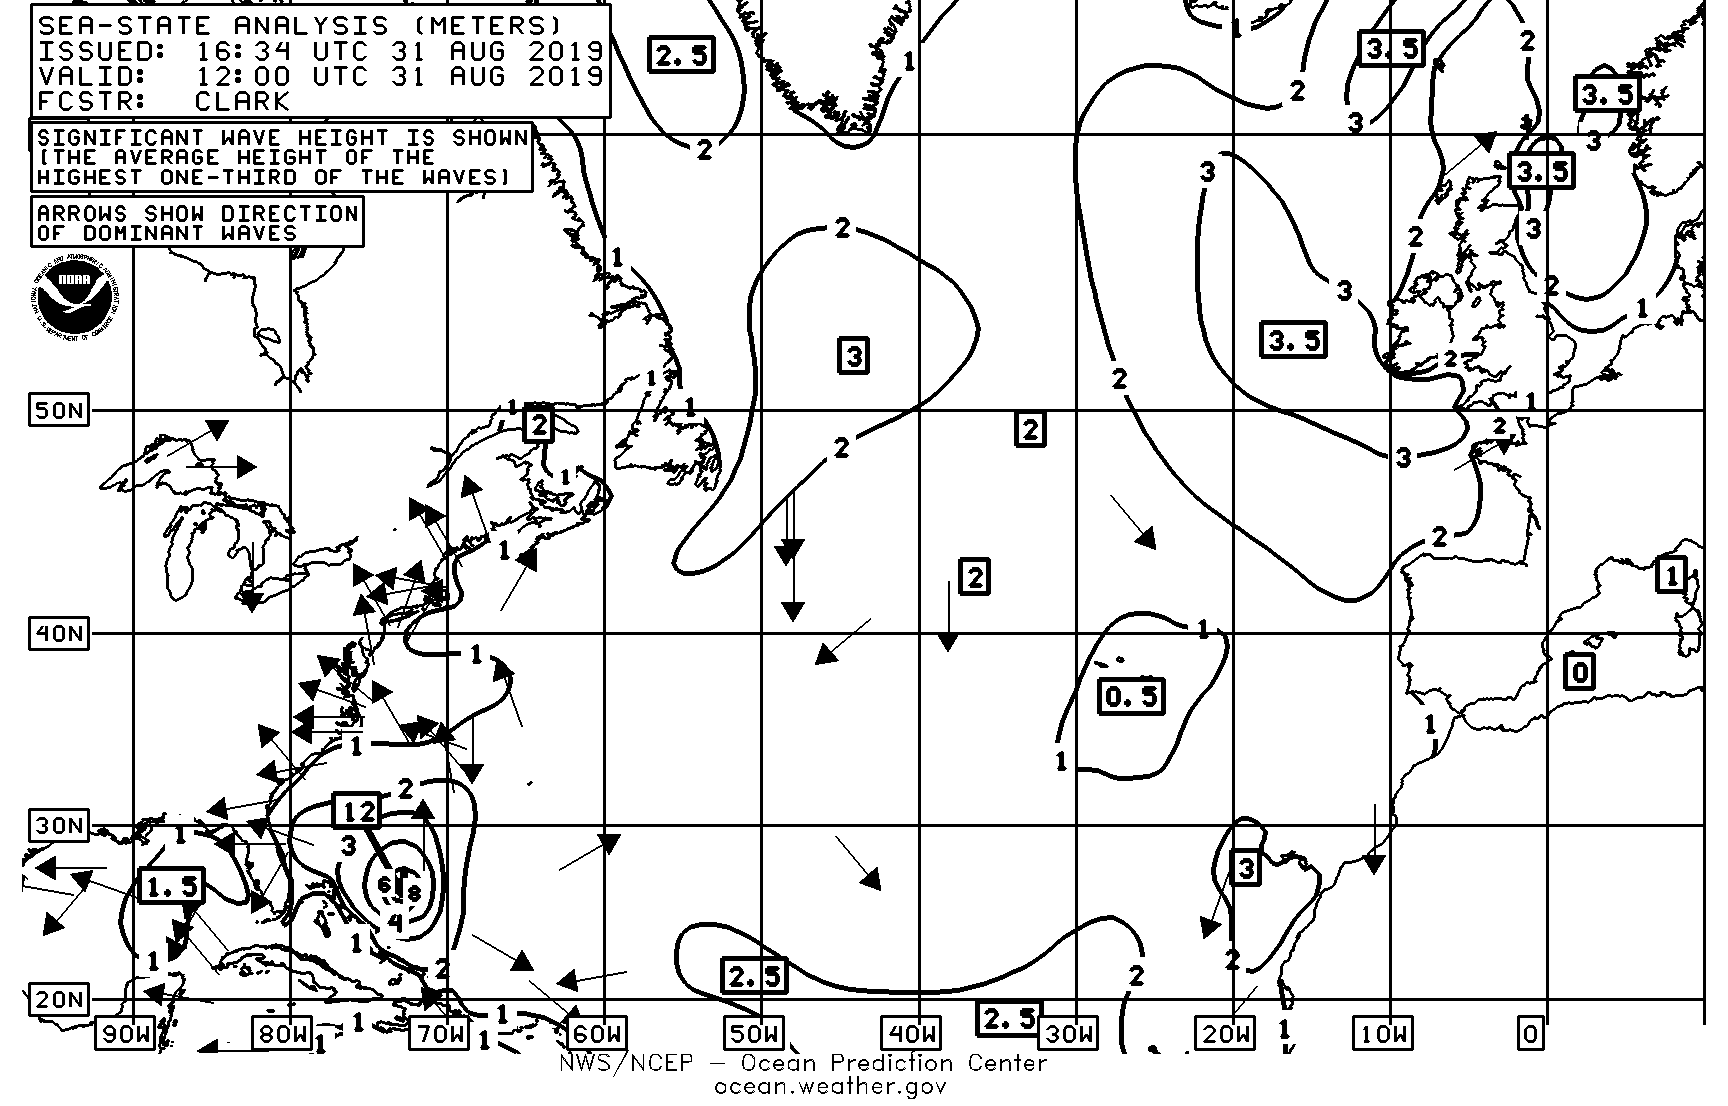 SEA-STATE ANALYSIS (METERS)
ISSUED: 16:34 UTC 31 AUG 2019
VALID: 12:00 UTC 31 AUG 2019
FCSTR: CLARK
SIGNIFICANT WAVE HEIGHT IS SHOWN
(THE AVERAGE HEIGHT OF THE
HIGHEST ONE-THIRD OF THE WAVES)
ARROWS SHOW DIRECTION
OF DOMINANT WAVES
NOAA
2.5
1
1
2
3.5
2
3.5
2
3
3
2
3
3.5
3
2
2
3
1
3
2
1
3
3.5
2
2
1
1
1
50N
1
2
2
2
3
2
1
1
2
1
2
1
40N
1
1
0
0.5
1
1
1
2
12
30N
1
3
3
1.5
6
8
4
1
2
1
2.5
2
2
20N
1
1
1
1
2.5
1
90W
80W
70W
60W
50W
40W
30W
20W
10W
0
NWS/NCEP – Ocean Prediction Center
ocean.weather.gov